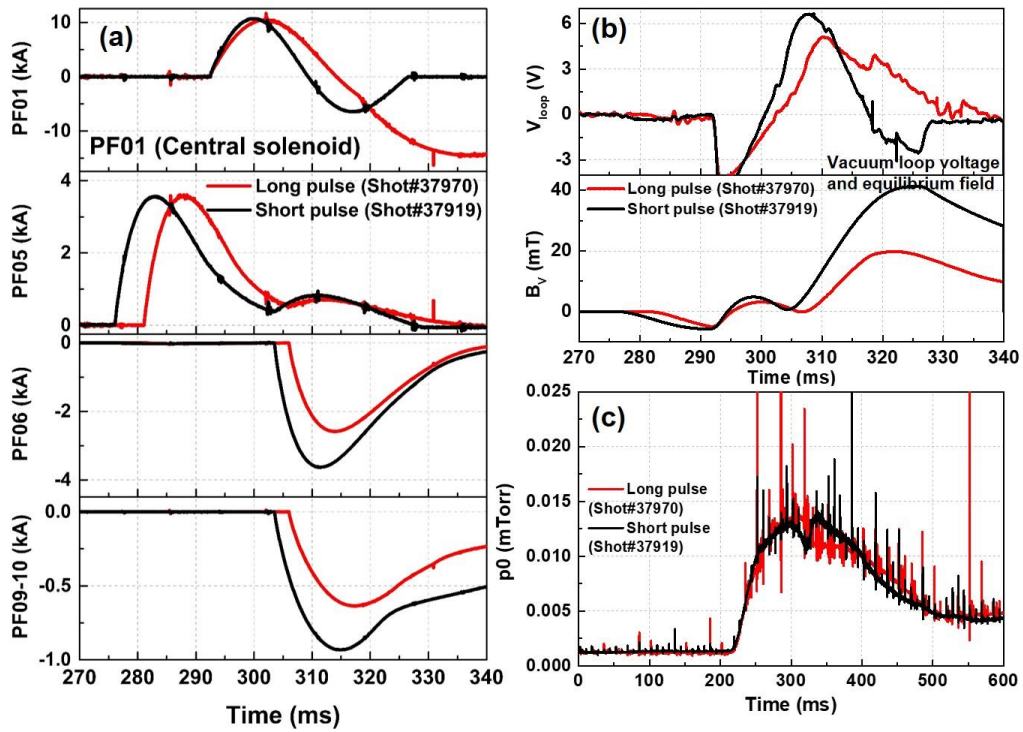 (a)
PF01 (kA)
10
0
-10
PF01 (Central solenoid)
PF05 (kA)
4
2
0
Long pulse (Shot#37970)
Short pulse (Shot#37919)
PF06 (kA)
0
-2
-4
PF09-10 (kA)
0.0
-0.5
-1.0
270 280 290 300 310 320 330 340
Time (ms)
(b)
Vloop (V)
6
3
0
-3
Vacuum loop voltage
and equilibrium field
Long pulse (Shot#37970)
Short pulse (Shot#37919)
BV (mT)
40
20
0
270 280 290 300 310 320 330 340
Time (ms)
(c)
p0 (mTorr)
0.025
0.020
0.015
0.010
0.005
0.000
Long pulse
(Shot#37970)
Short pulse
(Shot#37919)
0 100 200 300 400 500 600
Time (ms)